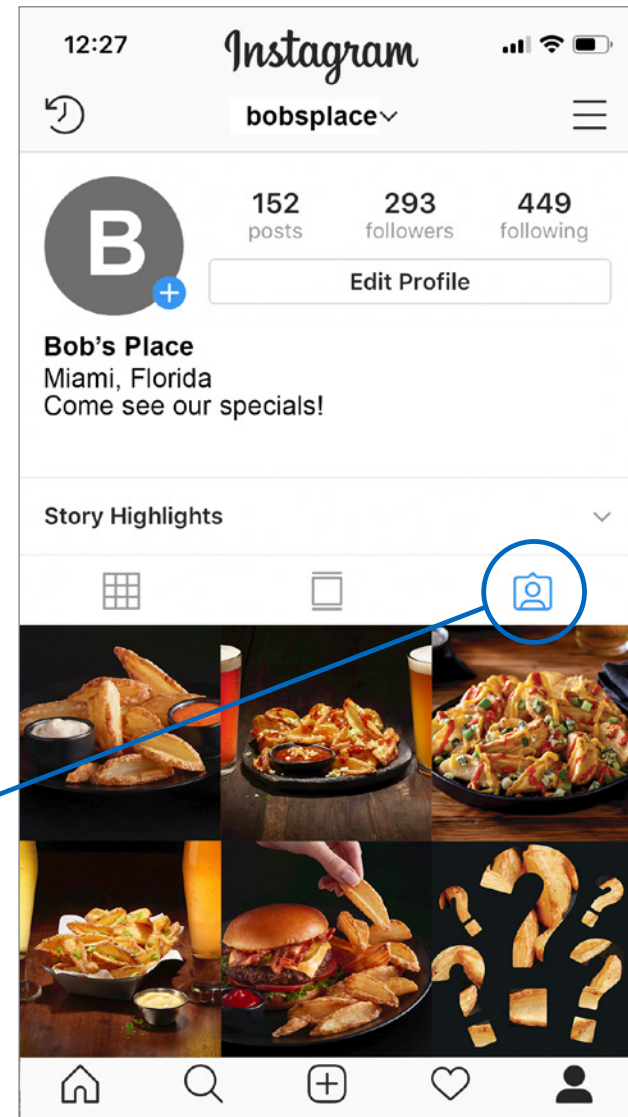 12:27
Instagram
bobsplace
152 293 449
posts followers following
B
Edit Profile
Bob's Place
Miami, Florida
Come see our specials!
Story Highlights
? ? ? ? ?